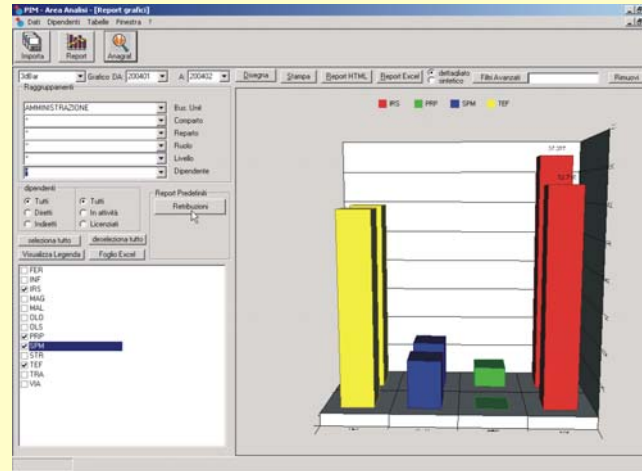 PIM - Area Analisi - [Report grafici]
Dati Dipendenti Tabelle Finestra ?
Importa Report Anagraf.
3dBar Grafico DA: 200401 A: 200402 Disegna Stampa Report HTML Report Excel dettagliato sintetico Filtri Avanzati Rimuovi
Raggruppamenti
AMMINISTRAZIONE Bus. Unit
* Comparto
* Reparto
* Ruolo
* Livello
Dipendente
dipendenti
Tutti Tutti
Diretti In attività
Indiretti Licenziati
Report Predefiniti
Retribuzioni
seleziona tutto deseleziona tutto
Visualizza Legenda Foglio Excel
FER
INF
IRS
MAG
MAL
OLD
OLS
PRP
SPM
STR
TEF
TRA
VIA
IRS PRP SPM TEF